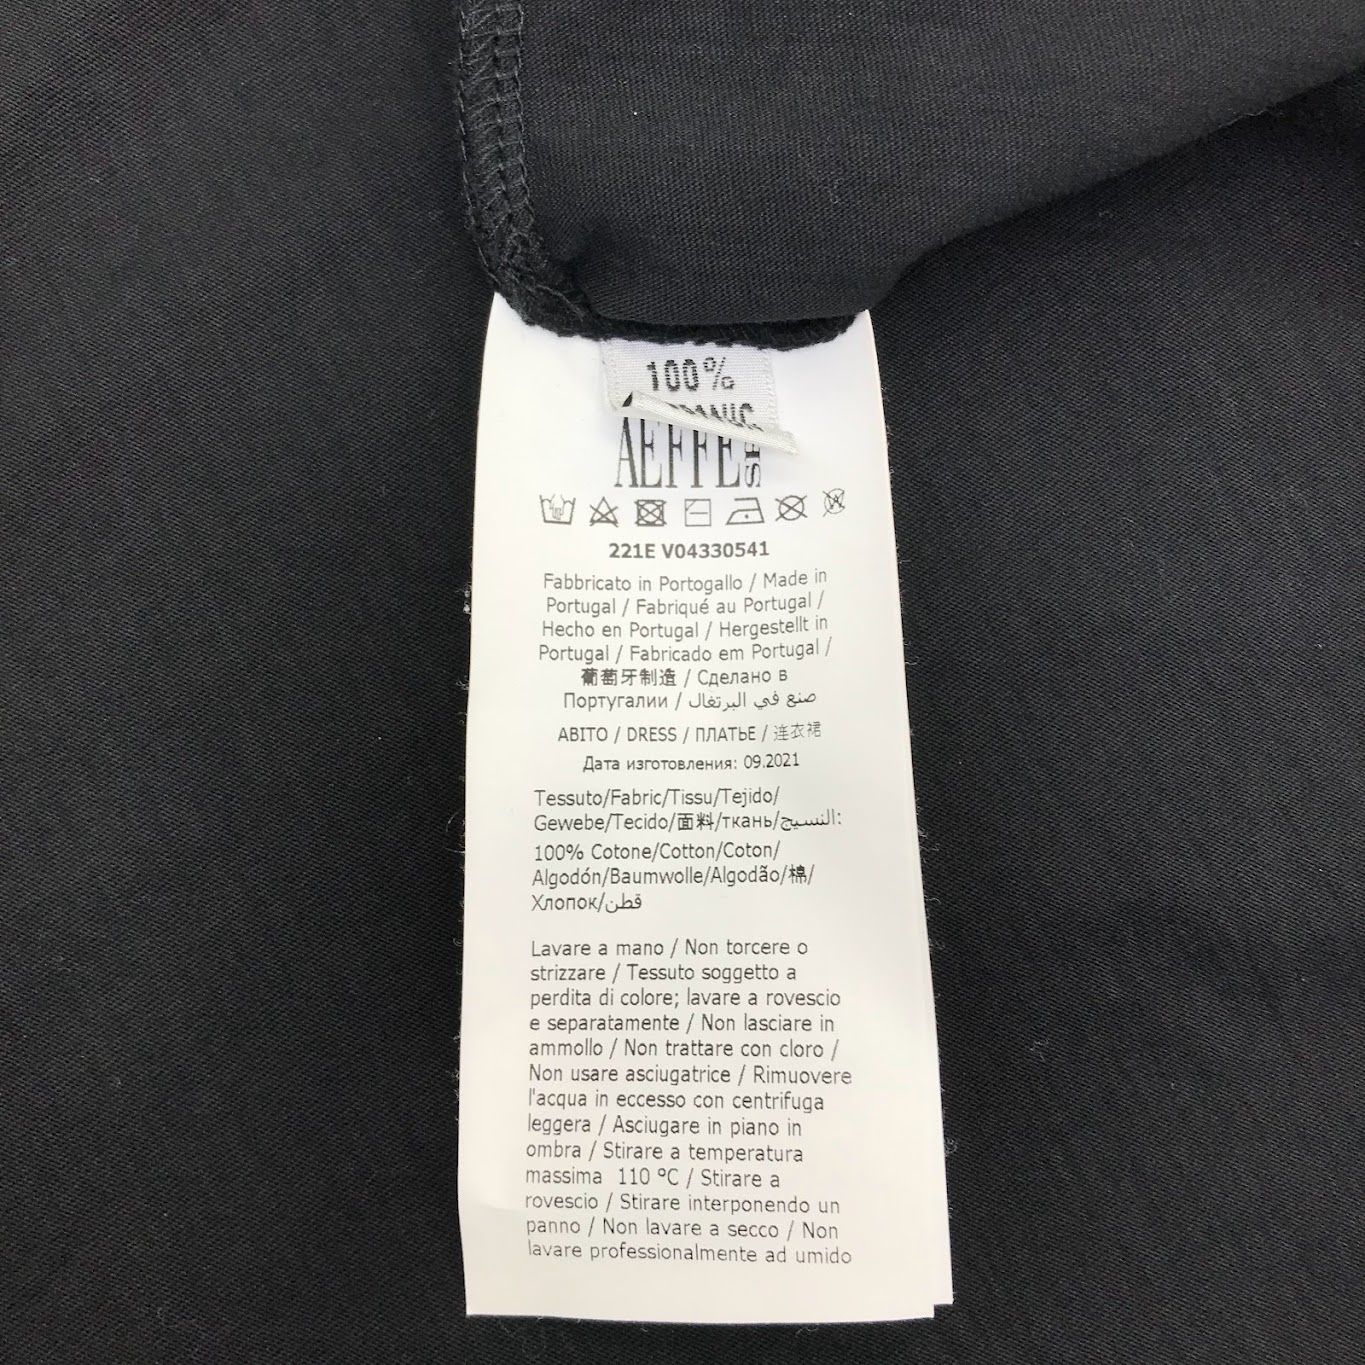 100%
AEFFE
221E V04330541
Fabbricato in Portogallo / Made in
Portugal / Fabriqué au Portugal /
Hecho en Portugal / Hergestellt in
Portugal / Fabricado em Portugal /
葡萄牙制造 / Сделано в
Португалии / صنع في البرتغال
ABITO / DRESS / ПЛАТЬЕ / 连衣裙
Дата изготовления: 09.2021
Tessuto/Fabric/Tissu/Tejido/
Gewebe/Tecido/面料/ткань/النسيج:
100% Cotone/Cotton/Coton/
Algodón/Baumwolle/Algodão/棉/
Хлопок/قطن
Lavare a mano / Non torcere o
strizzare / Tessuto soggetto a
perdita di colore; lavare a rovescio
e separatamente / Non lasciare in
ammollo / Non trattare con cloro /
Non usare asciugatrice / Rimuovere
l'acqua in eccesso con centrifuga
leggera / Asciugare in piano in
ombra / Stirare a temperatura
massima 110 ºC / Stirare a
rovescio / Stirare interponendo un
panno / Non lavare a secco / Non
lavare professionalmente ad umido